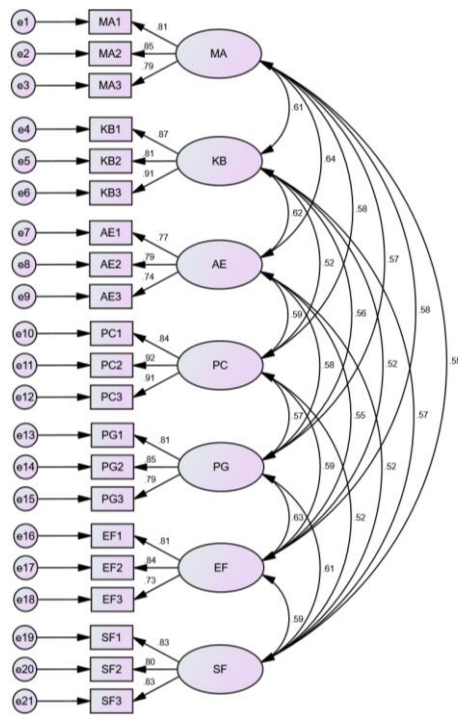 e1 MA1 .81
e2 MA2 .85 MA
e3 MA3 .79
.61
e4 KB1 .87
e5 KB2 .81 KB .64
e6 KB3 .91
.62 .58
e7 AE1 .77
e8 AE2 .79 AE .52 .57
e9 AE3 .74
.59 .56 .58
e10 PC1 .84
e11 PC2 .92 PC .58 .52
e12 PC3 .91
.57 .55 .57
e13 PG1 .81
e14 PG2 .85 PG .59 .52
e15 PG3 .79
.63 .52
e16 EF1 .81
e17 EF2 .84 EF .61
e18 EF3 .73
.59
e19 SF1 .83
e20 SF2 .80 SF
e21 SF3 .83